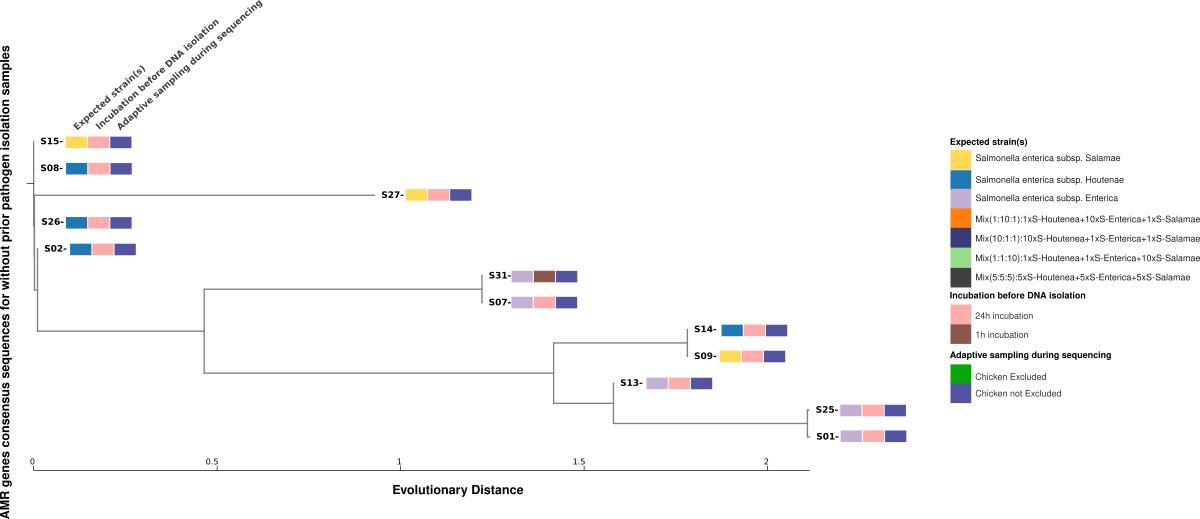 AMR genes consensus sequences for without prior pathogen isolation samples
Expected strain(s)
Incubation before DNA isolation
Adaptive sampling during sequencing
S15-
S08-
S27-
S26-
S02-
S31-
S07-
S14-
S09-
S13-
S25-
S01-
0
0.5
1
1.5
2
Evolutionary Distance
Expected strain(s)
Salmonella enterica subsp. Salamae
Salmonella enterica subsp. Houtenae
Salmonella enterica subsp. Enterica
Mix(1:10:1):1xS-Houtenea+10xS-Enterica+1xS-Salamae
Mix(10:1:1):10xS-Houtenea+1xS-Enterica+1xS-Salamae
Mix(1:1:10):1xS-Houtenea+1xS-Enterica+10xS-Salamae
Mix(5:5:5):5xS-Houtenea+5xS-Enterica+5xS-Salamae
Incubation before DNA isolation
24h incubation
1h incubation
Adaptive sampling during sequencing
Chicken Excluded
Chicken not Excluded